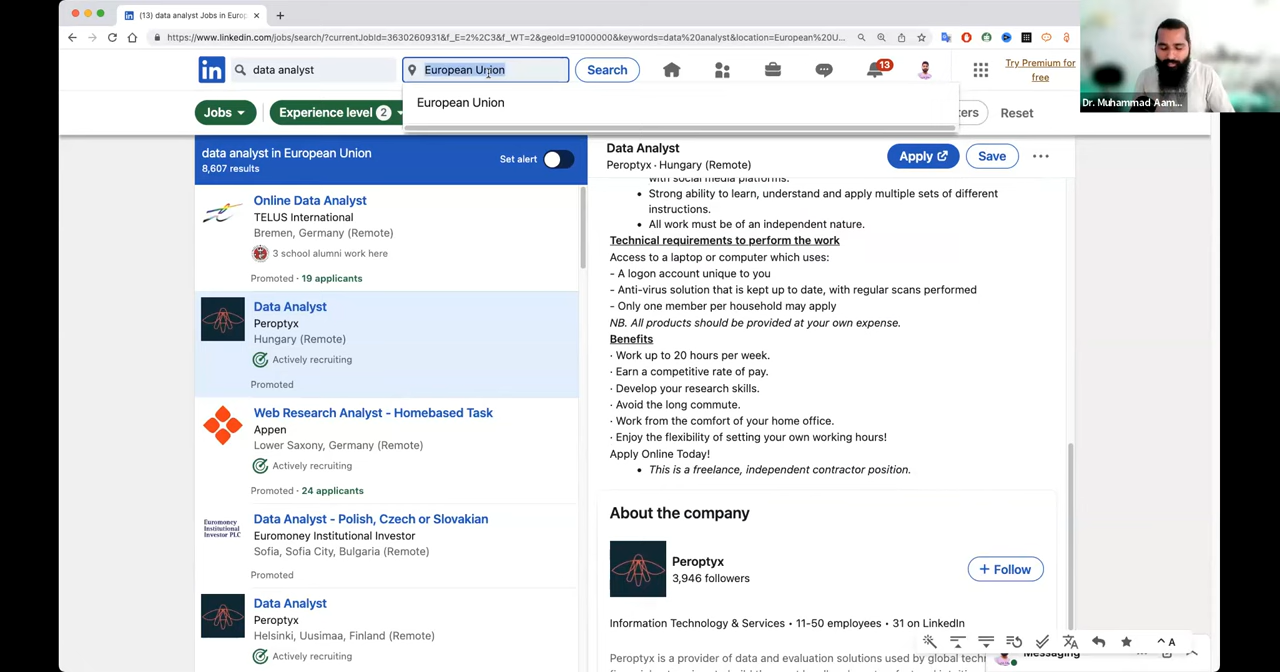 (13) data analyst Jobs in Europ
https://www.linkedin.com/jobs/search/?currentJobId=3630260931&f_E=2%2C3&f_WT=2&geoId=91000000&keywords=data%20analyst&location=European%20U...
in
data analyst
European Union
Search
13
Try Premium for
free
Dr. Muhammad Aam...
European Union
Jobs
Experience level 2
ers
Reset
data analyst in European Union
8,607 results
Set alert
Online Data Analyst
TELUS International
Bremen, Germany (Remote)
3 school alumni work here
Promoted · 19 applicants
Data Analyst
Peroptyx
Hungary (Remote)
Actively recruiting
Promoted
Web Research Analyst - Homebased Task
Appen
Lower Saxony, Germany (Remote)
Actively recruiting
Promoted · 24 applicants
Euromoney
Institutional
Investor PLC
Data Analyst - Polish, Czech or Slovakian
Euromoney Institutional Investor
Sofia, Sofia City, Bulgaria (Remote)
Promoted
Data Analyst
Peroptyx
Helsinki, Uusimaa, Finland (Remote)
Actively recruiting
Data Analyst
Peroptyx · Hungary (Remote)
Apply
Save
with social media platforms.
• Strong ability to learn, understand and apply multiple sets of different
instructions.
• All work must be of an independent nature.
Technical requirements to perform the work
Access to a laptop or computer which uses:
- A logon account unique to you
- Anti-virus solution that is kept up to date, with regular scans performed
- Only one member per household may apply
NB. All products should be provided at your own expense.
Benefits
· Work up to 20 hours per week.
· Earn a competitive rate of pay.
· Develop your research skills.
· Avoid the long commute.
· Work from the comfort of your home office.
· Enjoy the flexibility of setting your own working hours!
Apply Online Today!
• This is a freelance, independent contractor position.
About the company
Peroptyx
3,946 followers
+ Follow
Information Technology & Services • 11-50 employees • 31 on LinkedIn
Peroptyx is a provider of data and evaluation solutions used by global tech
A
Messaging